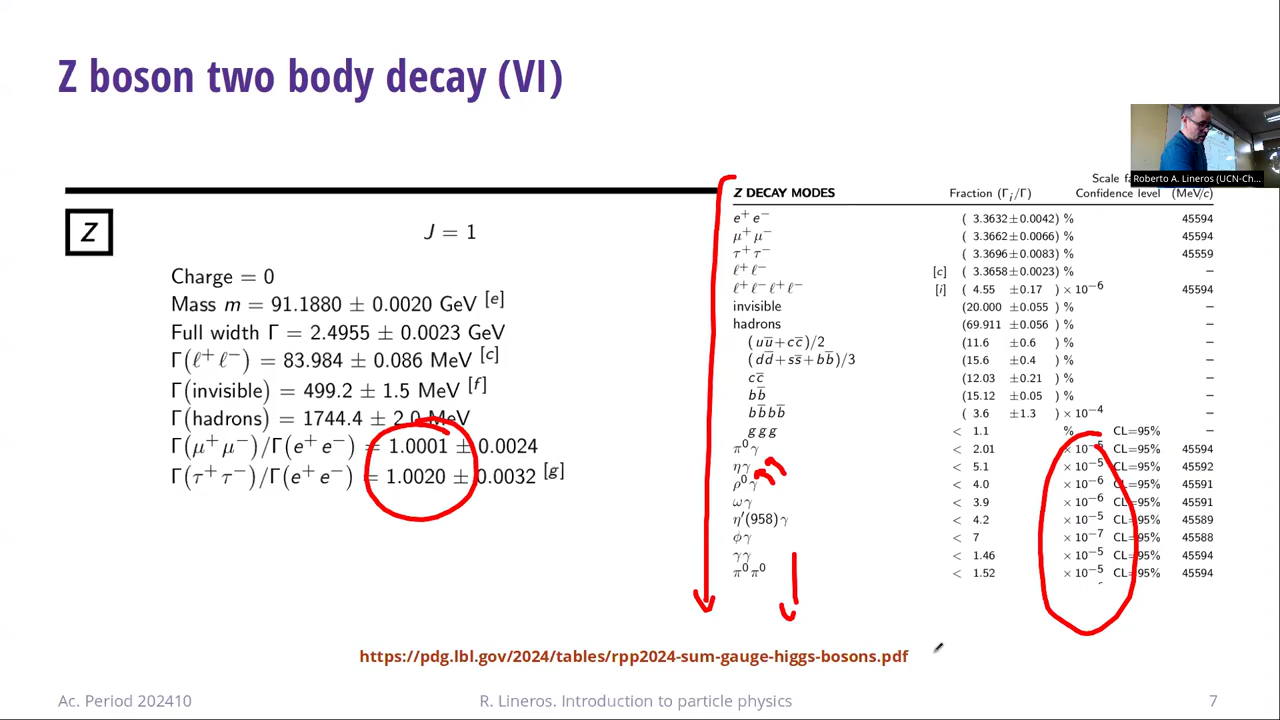 Z boson two body decay (VI)
Roberto A. Lineros (UCN-Ch...
Z
J = 1
Charge = 0
Mass m = 91.1880 ± 0.0020 GeV [e]
Full width Γ = 2.4955 ± 0.0023 GeV
Γ(ℓ⁺ℓ⁻) = 83.984 ± 0.086 MeV [c]
Γ(invisible) = 499.2 ± 1.5 MeV [f]
Γ(hadrons) = 1744.4 ± 2.0 MeV
Γ(μ⁺μ⁻)/Γ(e⁺e⁻) = 1.0001 ± 0.0024
Γ(τ⁺τ⁻)/Γ(e⁺e⁻) = 1.0020 ± 0.0032 [g]
Scale
Z DECAY MODES Fraction (Γᵢ/Γ) Confidence level (MeV/c)
e⁺e⁻ ( 3.3632±0.0042) % 45594
μ⁺μ⁻ ( 3.3662±0.0066) % 45594
τ⁺τ⁻ ( 3.3696±0.0083) % 45559
ℓ⁺ℓ⁻ [c] ( 3.3658±0.0023) % –
ℓ⁺ℓ⁻ℓ⁺ℓ⁻ [i] ( 4.55 ±0.17 ) × 10⁻⁶ 45594
invisible (20.000 ±0.055 ) % –
hadrons (69.911 ±0.056 ) % –
(uū+cc̄)/2 (11.6 ±0.6 ) % –
(dd̄+ss̄+bb̄)/3 (15.6 ±0.4 ) % –
cc̄ (12.03 ±0.21 ) % –
bb̄ (15.12 ±0.05 ) % –
bb̄bb̄ ( 3.6 ±1.3 ) × 10⁻⁴ –
ggg < 1.1 % CL=95% –
π⁰γ < 2.01 × 10⁻⁵ CL=95% 45594
ηγ < 5.1 × 10⁻⁵ CL=95% 45592
ρ⁰γ < 4.0 × 10⁻⁶ CL=95% 45591
ωγ < 3.9 × 10⁻⁶ CL=95% 45591
η′(958)γ < 4.2 × 10⁻⁵ CL=95% 45589
φγ < 7 × 10⁻⁷ CL=95% 45588
γγ < 1.46 × 10⁻⁵ CL=95% 45594
π⁰π⁰ < 1.52 × 10⁻⁵ CL=95% 45594
https://pdg.lbl.gov/2024/tables/rpp2024-sum-gauge-higgs-bosons.pdf
Ac. Period 202410 R. Lineros. Introduction to particle physics 7